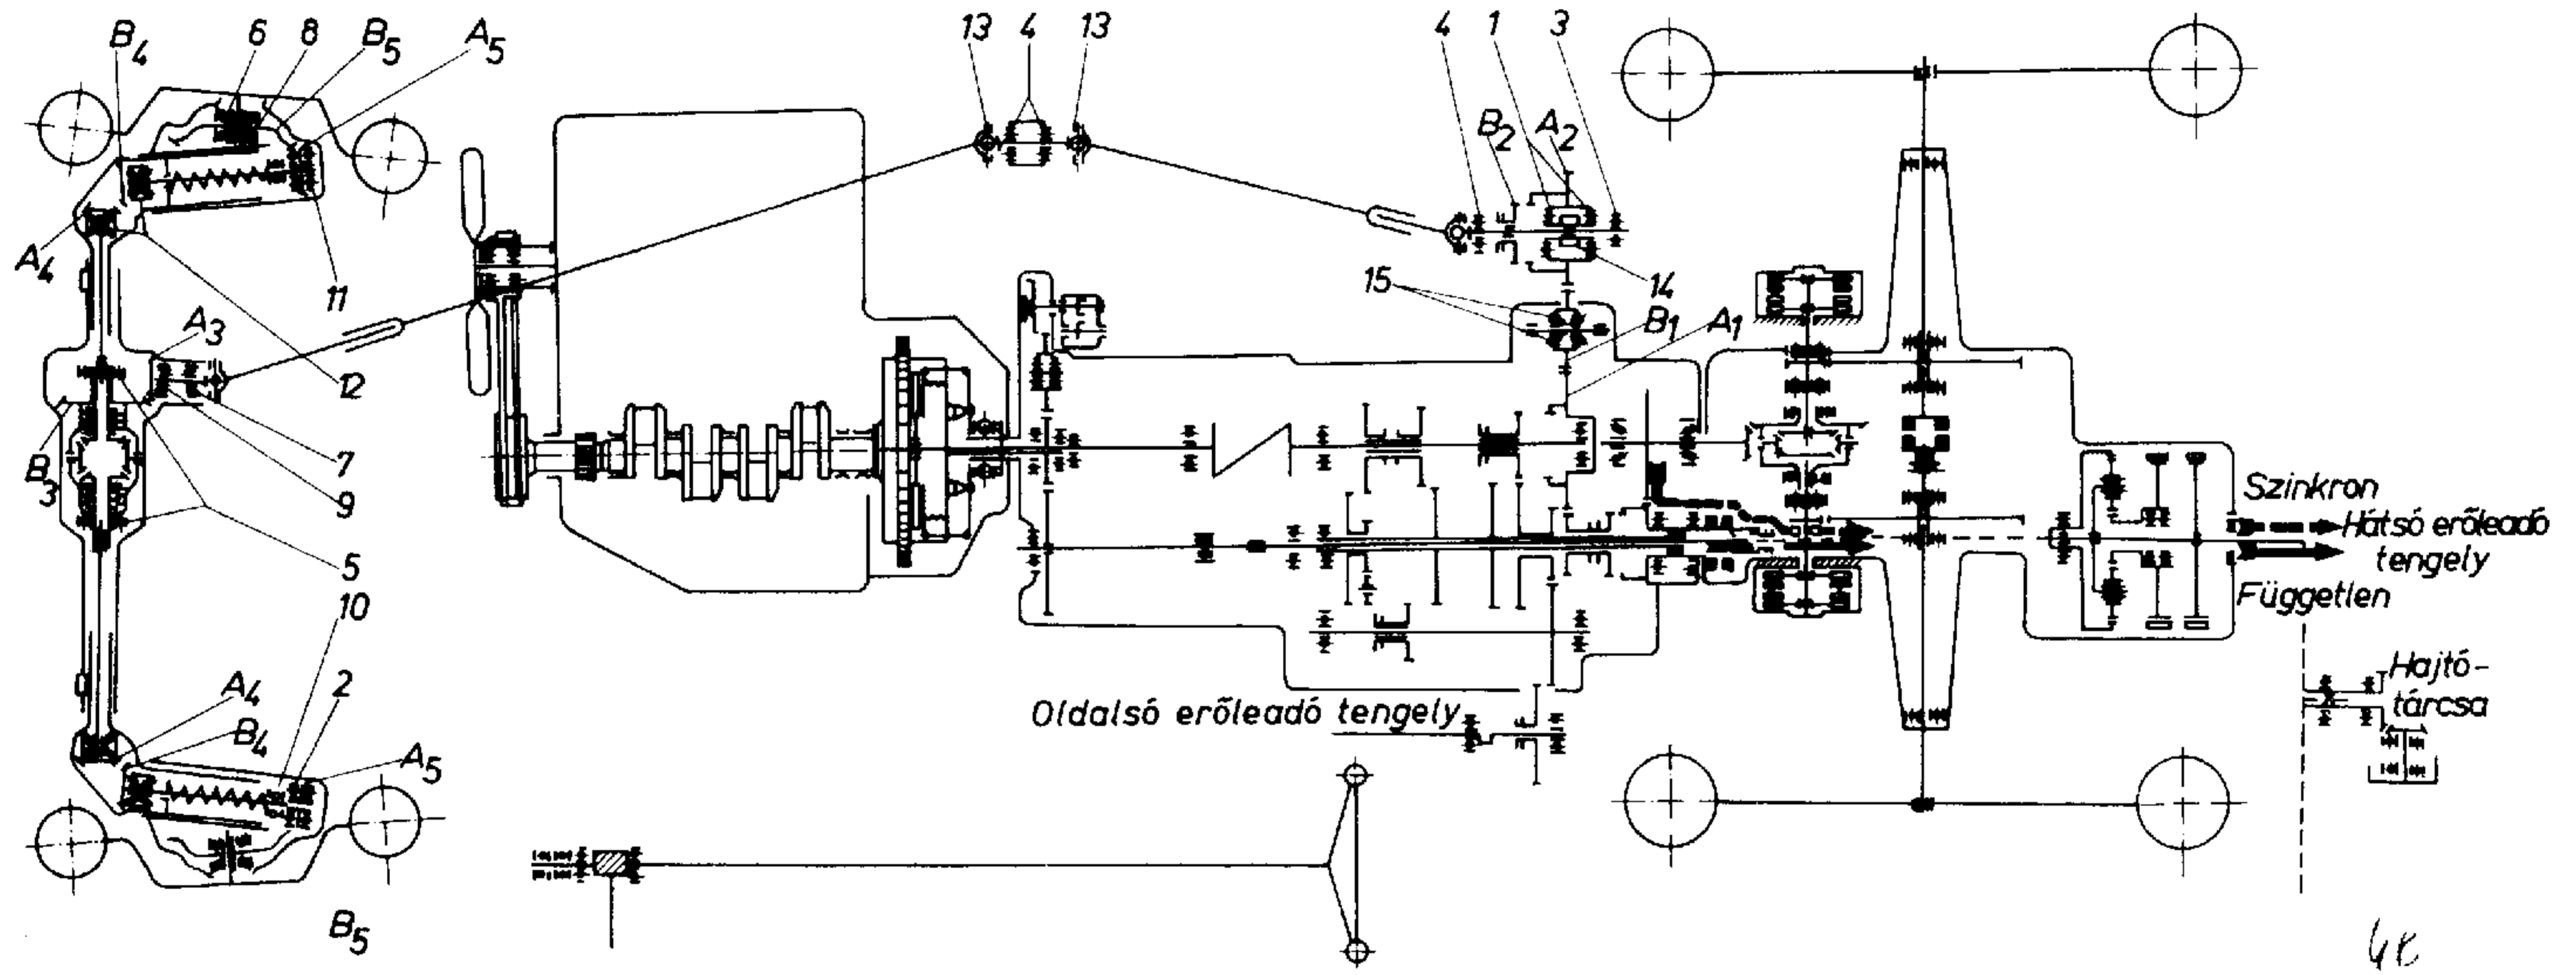 B4 6 8 B5 A5 13 4 13 4 1 3
B2 A2
A4 11 15 14
A3 B1 A1
12
B3 7
9
Szinkron
Hátsó erőleadó
tengely
5
10 Független
A4 2 Hajtó-
tárcsa
Oldalsó erőleadó tengely
B4 A5
B5
48